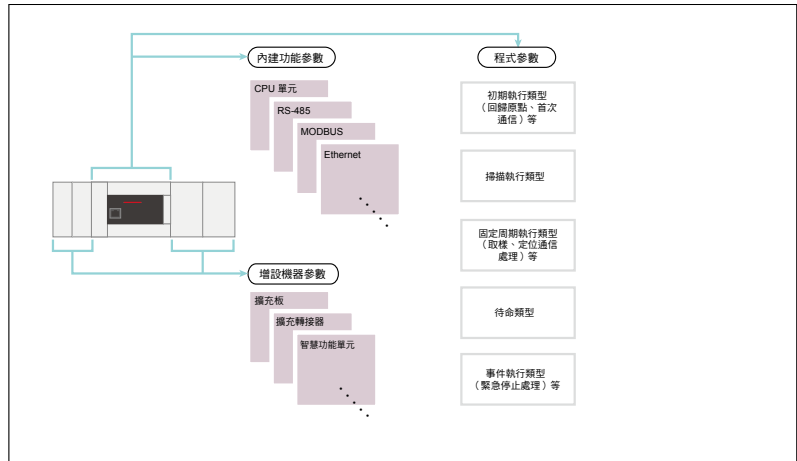 內建功能參數
CPU 單元
RS-485
MODBUS
Ethernet
增設機器參數
擴充板
擴充轉接器
智慧功能單元
程式參數
初期執行類型
（回歸原點、首次
通信）等
掃描執行類型
固定周期執行類型
（取樣、定位通信
處理）等
待命類型
事件執行類型
（緊急停止處理）等